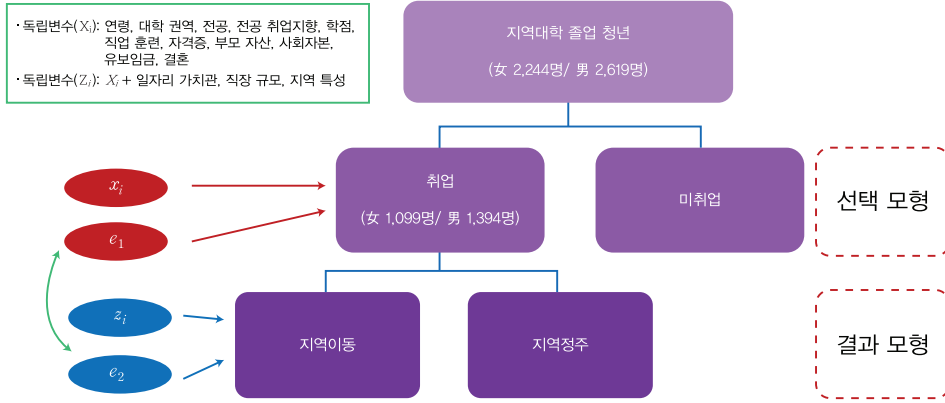 · 독립변수(Xᵢ): 연령, 대학 권역, 전공, 전공 취업지향, 학점,
직업 훈련, 자격증, 부모 자산, 사회자본,
유보임금, 결혼
· 독립변수(Zᵢ): Xᵢ + 일자리 가치관, 직장 규모, 지역 특성
지역대학 졸업 청년
(女 2,244명/ 男 2,619명)
취업
(女 1,099명/ 男 1,394명)
미취업
선택 모형
xᵢ
e₁
zᵢ
e₂
지역이동
지역정주
결과 모형